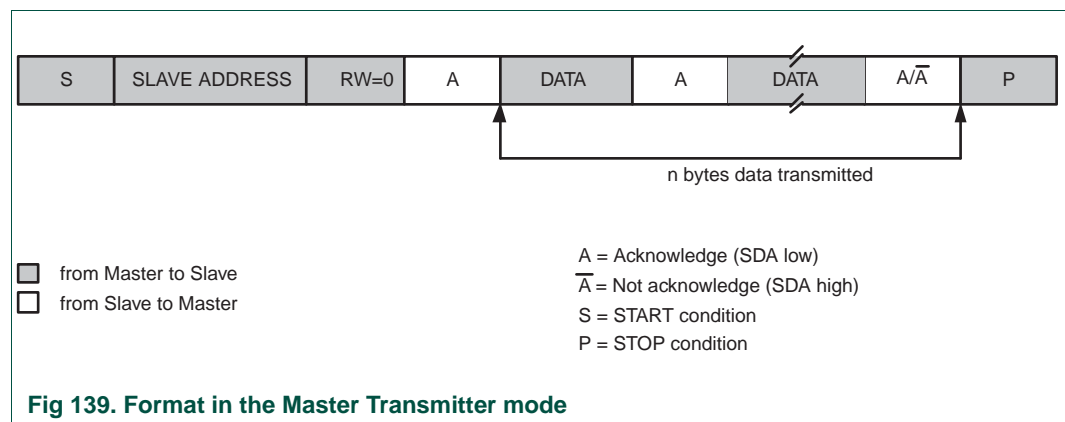 S SLAVE ADDRESS RW=0 A DATA A DATA A/A̅ P
n bytes data transmitted
from Master to Slave
from Slave to Master
A = Acknowledge (SDA low)
A̅ = Not acknowledge (SDA high)
S = START condition
P = STOP condition
Fig 139. Format in the Master Transmitter mode